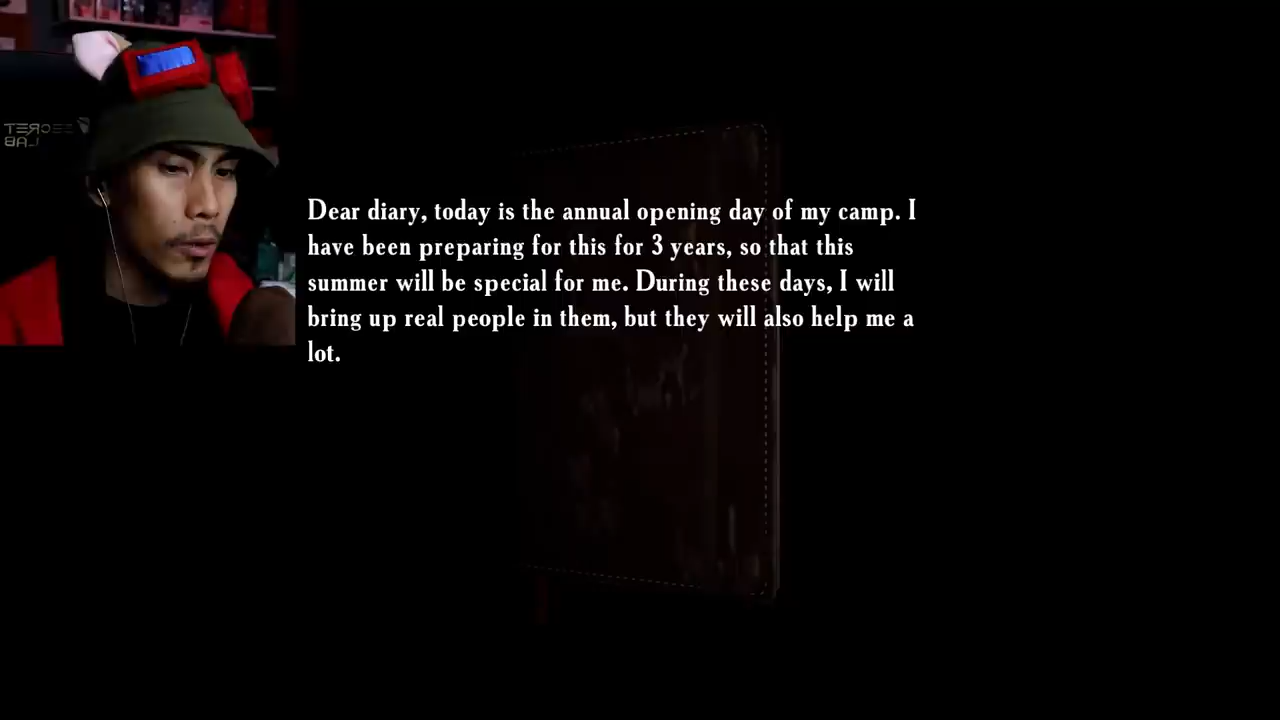 SECRET
LAB
Dear diary, today is the annual opening day of my camp. I
have been preparing for this for 3 years, so that this
summer will be special for me. During these days, I will
bring up real people in them, but they will also help me a
lot.